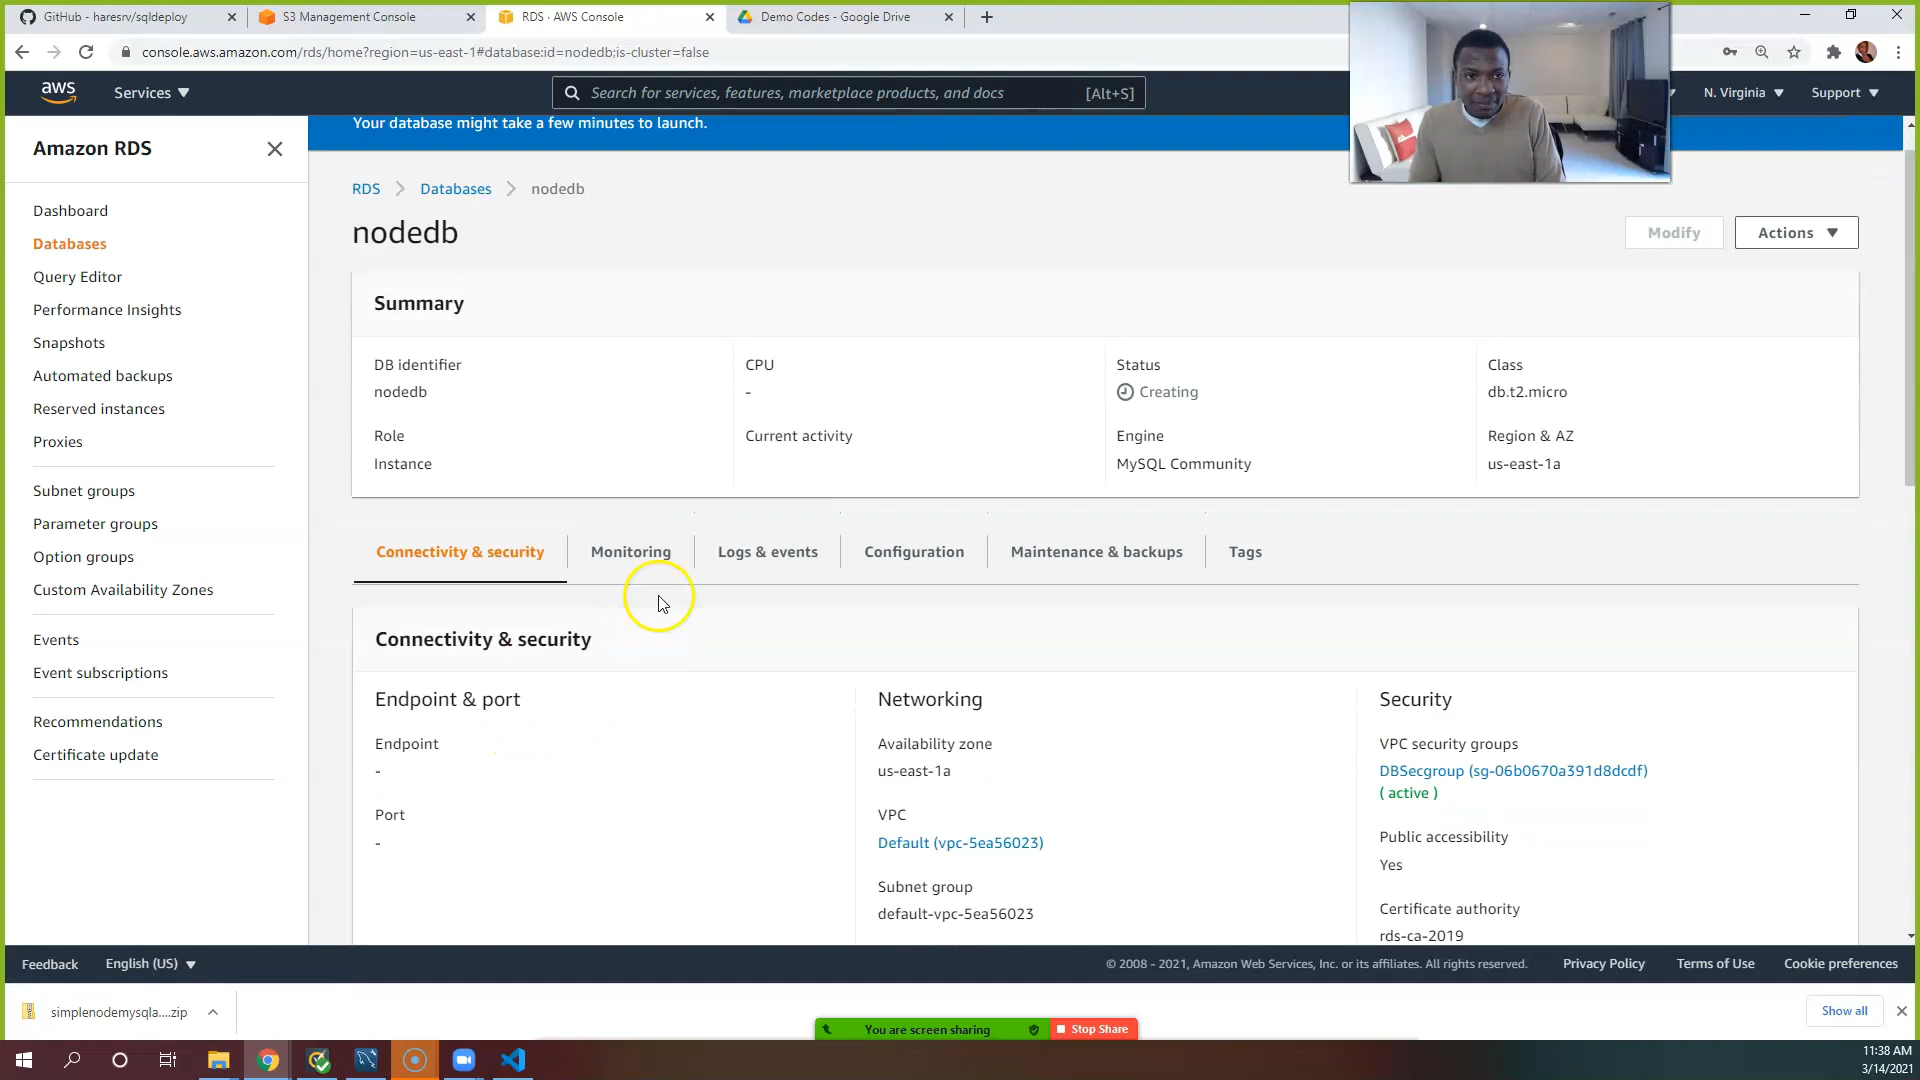 GitHub - haresrv/sqldeploy
S3 Management Console
RDS · AWS Console
Demo Codes - Google Drive
console.aws.amazon.com/rds/home?region=us-east-1#database:id=nodedb;is-cluster=false
aws
Services
Search for services, features, marketplace products, and docs
[Alt+S]
N. Virginia
Support
Your database might take a few minutes to launch.
Amazon RDS
Dashboard
Databases
Query Editor
Performance Insights
Snapshots
Automated backups
Reserved instances
Proxies
Subnet groups
Parameter groups
Option groups
Custom Availability Zones
Events
Event subscriptions
Recommendations
Certificate update
RDS > Databases > nodedb
nodedb
Modify
Actions
Summary
DB identifier
nodedb
CPU
-
Status
Creating
Class
db.t2.micro
Role
Instance
Current activity
Engine
MySQL Community
Region & AZ
us-east-1a
Connectivity & security
Monitoring
Logs & events
Configuration
Maintenance & backups
Tags
Connectivity & security
Endpoint & port
Endpoint
-
Port
-
Networking
Availability zone
us-east-1a
VPC
Default (vpc-5ea56023)
Subnet group
default-vpc-5ea56023
Security
VPC security groups
DBSecgroup (sg-06b0670a391d8dcdf)
( active )
Public accessibility
Yes
Certificate authority
rds-ca-2019
Feedback
English (US)
© 2008 - 2021, Amazon Web Services, Inc. or its affiliates. All rights reserved.
Privacy Policy
Terms of Use
Cookie preferences
simplenodemysqla....zip
Show all
You are screen sharing
Stop Share
11:38 AM
3/14/2021